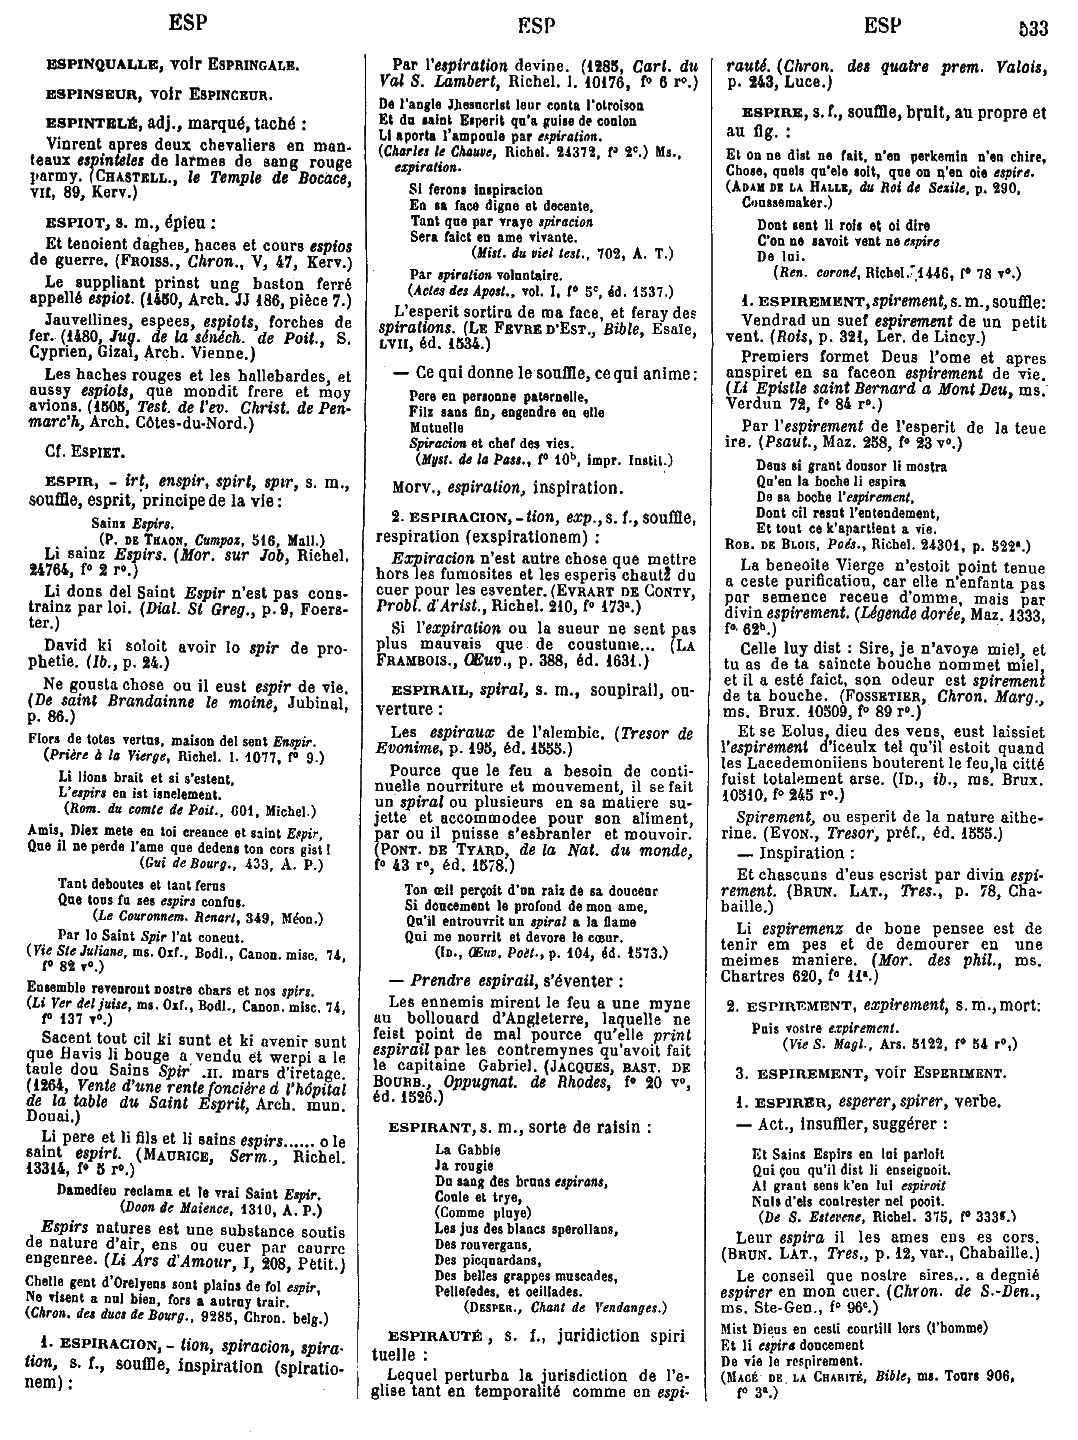 ESP
ESP
ESP
533
ESPINQUALLE, voir ESPRINGALE.
ESPINSEUR, voir ESPINCEUR.
ESPINTELÉ, adj., marqué, taché :
Vinrent apres deux chevaliers en man-
teaux espinteles de larmes de sang rouge
parmy. (CHASTELL., le Temple de Bocace,
VII, 89, Kerv.)
ESPIOT, s. m., épieu :
Et tenoient daghes, haces et cours espios
de guerre. (FROISS., Chron., V, 47, Kerv.)
Le suppliant prinst ung baston ferré
appellé espiot. (1450, Arch. JJ 186, pièce 7.)
Jauvellines, espees, espiots, forches de
fer. (1480, Jug. de la sénéch. de Poit., S.
Cyprien, Gizai, Arch. Vienne.)
Les haches rouges et les hallebardes, et
aussy espiots, que mondit frere et moy
avions. (1505, Test. de l'ev. Christ. de Pen-
marc'h, Arch. Côtes-du-Nord.)
Cf. ESPIET.
ESPIR, - irt, enspir, spirt, spir, s. m.,
souffle, esprit, principe de la vie :
Sainz Espirs.
(P. DE THAON, Cumpoz, 516, Mall.)
Li sainz Espirs. (Mor. sur Job, Richel.
24764, f° 2 r°.)
Li dons del Saint Espir n'est pas cons-
trainz par loi. (Dial. St Greg., p. 9, Foers-
ter.)
David ki soloit avoir lo spir de pro-
phetie. (Ib., p. 24.)
Ne gousta chose ou il eust espir de vie.
(De saint Brandainne le moine, Jubinal,
p. 86.)
Flors de totes vertus, maison del sent Enspir.
(Prière à la Vierge, Richel. l. 1077, f° 9.)
Li lions brait et si s'estent,
L'espirs en ist isnelement.
(Rom. du comte de Poit., 601, Michel.)
Amis, Diex mete en toi creance et saint Espir,
Que il ne perde l'ame que dedens ton cors gist !
(Gui de Bourg., 433, A. P.)
Tant deboutes et tant ferus
Que tous fu ses espirs confus.
(Le Couronnem. Renart, 349, Méon.)
Par lo Saint Spir l'at coneut.
(Vie Ste Juliane, ms. Oxf., Bodl., Canon. misc. 74,
f° 82 v°.)
Ensemble revenront nostre chars et nos spirs.
(Li Ver del juise, ms. Oxf., Bodl., Canon. misc. 74,
f° 137 v°.)
Sacent tout cil ki sunt et ki avenir sunt
que Havis li bouge a vendu et werpi a le
taule dou Sains Spir .II. mars d'iretage.
(1264, Vente d'une rente foncière à l'hôpital
de la table du Saint Esprit, Arch. mun.
Douai.)
Li pere et li fils et li sains espirs...... o le
saint espirt. (MAURICE, Serm., Richel.
13314, f° 5 r°.)
Damedieu reclama et le vrai Saint Espir.
(Doon de Maience, 1310, A. P.)
Espirs natures est une substance soutis
de nature d'air, ens ou cuer par caurre
engenree. (Li Ars d'Amour, I, 208, Petit.)
Chelle gent d'Orelyens sont plains de fol espir,
Ne visent a nul bien, fors a autruy trair.
(Chron. des ducs de Bourg., 9285, Chron. belg.)
1. ESPIRACION, - tion, spiracion, spira-
tion, s. f., souffle, inspiration (spiratio-
nem) :
Par l'espiration devine. (1285, Cart. du
Val S. Lambert, Richel. l. 10176, f° 6 r°.)
De l'angle Jhesucrist leur conta l'otroison
Et du saint Esperit qu'a guise de coulon
Li aporta l'ampoule par espiration.
(Charles le Chauve, Richel. 24372, f° 2ᶜ.) Ms.,
expiration.
Si ferons inspiracion
En sa face digne et decente,
Tant que par vraye spiracion
Sera faict en ame vivante.
(Mist. du viel test., 702, A. T.)
Par spiration voluntaire.
(Actes des Apost., vol. I, f° 5ᶜ, éd. 1537.)
L'esperit sortira de ma face, et feray des
spirations. (LE FEVRE D'EST., Bible, Esaïe,
LVII, éd. 1534.)
— Ce qui donne le souffle, ce qui anime :
Pere en personne paternelle,
Filz sans fin, engendre en elle
Mutuelle
Spiracion et chef des vies.
(Myst. de la Pass., f° 10ᵇ, impr. Instit.)
Morv., espiration, inspiration.
2. ESPIRACION, -tion, exp., s. f., souffle,
respiration (exspirationem) :
Expiracion n'est autre chose que mettre
hors les fumosites et les esperis chautz du
cuer pour les esventer. (EVRART DE CONTY,
Probl. d'Arist., Richel. 210, f° 173ᵃ.)
Si l'expiration ou la sueur ne sent pas
plus mauvais que de coustume... (LA
FRAMBOIS., Œuv., p. 388, éd. 1631.)
ESPIRAIL, spiral, s. m., soupirail, ou-
verture :
Les espiraux de l'alembic. (Tresor de
Evonime, p. 195, éd. 1555.)
Pource que le feu a besoin de conti-
nuelle nourriture et mouvement, il se fait
un spiral ou plusieurs en sa matiere su-
jette et accommodee pour son aliment,
par ou il puisse s'esbranler et mouvoir.
(PONT. DE TYARD, de la Nat. du monde,
f° 43 r°, éd. 1578.)
Ton œil perçoit d'un raiz de sa douceur
Si doucement le profond de mon ame,
Qu'il entrouvrit un spiral a la flame
Qui me nourrit et devore le cœur.
(ID., Œuv. Poét., p. 104, éd. 1573.)
— Prendre espirail, s'éventer :
Les ennemis mirent le feu a une myne
au bollouard d'Angleterre, laquelle ne
feist point de mal pource qu'elle print
espirail par les contremynes qu'avoit fait
le capitaine Gabriel. (JACQUES, BAST. DE
BOURB., Oppugnat. de Rhodes, f° 20 v°,
éd. 1526.)
ESPIRANT, s. m., sorte de raisin :
La Gabbie
Ja rougie
Du sang des bruns espirans,
Coule et trye,
(Comme pluye)
Les jus des blancs sperollans,
Des rouvergans,
Des picquardans,
Des belles grappes muscades,
Pellefedes, et oeillades.
(DESPER., Chant de Vendanges.)
ESPIRAUTÉ, s. f., juridiction spiri
tuelle :
Lequel perturba la jurisdiction de l'e-
glise tant en temporalité comme en espi-
rauté. (Chron. des quatre prem. Valois,
p. 243, Luce.)
ESPIRE, s. f., souffle, bruit, au propre et
au fig. :
Et on ne dist ne fait, n'en perkemin n'en chire,
Chose, quels qu'ele soit, que on n'en oie espire.
(ADAM DE LA HALLE, du Roi de Sezile, p. 290,
Coussemaker.)
Dont sent li rois et oi dire
C'on ne savoit vent ne espire
De lui.
(Ren. coroné, Richel. 1446, f° 78 v°.)
1. ESPIREMENT, spirement, s. m., souffle:
Vendrad un suef espirement de un petit
vent. (Rois, p. 321, Ler. de Lincy.)
Premiers formet Deus l'ome et apres
anspiret en sa faceon espirement de vie.
(Li Epistle saint Bernard a Mont Deu, ms.
Verdun 72, f° 84 r°.)
Par l'espirement de l'esperit de la teue
ire. (Psaut., Maz. 258, f° 23 v°.)
Deus si grant dousor li mostra
Qu'en la boche li espira
De sa boche l'espirement,
Dont cil resut l'entendement,
Et tout ce k'apartient a vie.
ROB. DE BLOIS, Poés., Richel. 24301, p. 522ᵃ.)
La beneoite Vierge n'estoit point tenue
a ceste purification, car elle n'enfanta pas
par semence receue d'omme, mais par
divin espirement. (Légende dorée, Maz. 1333,
f° 62ᵇ.)
Celle luy dist : Sire, je n'avoye miel, et
tu as de ta saincte bouche nommet miel,
et il a esté faict, son odeur est spirement
de ta bouche. (FOSSETIER, Chron. Marg.,
ms. Brux. 10509, f° 89 r°.)
Et se Eolus, dieu des vens, eust laissiet
l'espirement d'iceulx tel qu'il estoit quand
les Lacedemoniiens bouterent le feu, la citté
fuist totalement arse. (ID., ib., ms. Brux.
10510, f° 245 r°.)
Spirement, ou esperit de la nature aithe-
rine. (EVON., Tresor, préf., éd. 1555.)
— Inspiration :
Et chascuns d'eus escrist par divin espi-
rement. (BRUN. LAT., Tres., p. 78, Cha-
baille.)
Li espiremenz de bone pensee est de
tenir em pes et de demourer en une
meimes maniere. (Mor. des phil., ms.
Chartres 620, f° 11ᵃ.)
2. ESPIREMENT, expirement, s. m., mort:
Puis vostre expirement.
(Vie S. Magl., Ars. 5122, f° 54 r°.)
3. ESPIREMENT, voir ESPERIMENT.
1. ESPIRER, esperer, spirer, verbe.
— Act., insuffler, suggérer :
Et Sains Espirs en lui parloit
Qui çou qu'il dist li enseignoit.
Al grant sens k'en lui espiroit
Nuls d'els contrester nel pooit.
(De S. Estevene, Richel. 375, f° 333ᵉ.)
Leur espira il les ames ens es cors.
(BRUN. LAT., Tres., p. 12, var., Chabaille.)
Le conseil que nostre sires... a degnié
espirer en mon cuer. (Chron. de S.-Den.,
ms. Ste-Gen., f° 96ᶜ.)
Mist Dieus en cesti courtill lors (l'homme)
Et li espira doucement
De vie le respirement.
(MACÉ DE LA CHARITÉ, Bible, ms. Tours 906,
f° 3ᵃ.)